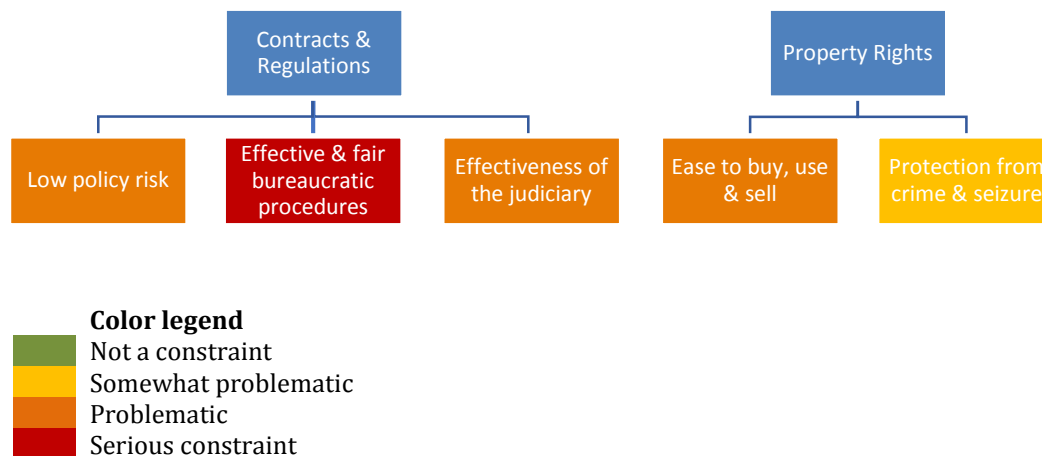 Contracts &
Regulations
Property Rights
Low policy risk
Effective & fair
bureaucratic
procedures
Effectiveness of
the judiciary
Ease to buy, use
& sell
Protection from
crime & seizure
Color legend
Not a constraint
Somewhat problematic
Problematic
Serious constraint